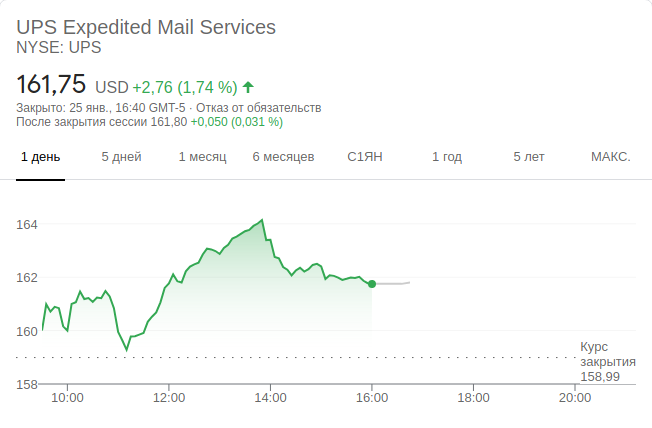 UPS Expedited Mail Services
NYSE: UPS
161,75 USD +2,76 (1,74 %)
Закрыто: 25 янв., 16:40 GMT-5 · Отказ от обязательств
После закрытия сессии 161,80 +0,050 (0,031 %)
1 день 5 дней 1 месяц 6 месяцев С1ЯН 1 год 5 лет МАКС.
164
162
160
Курс
закрытия
158,99
158
10:00 12:00 14:00 16:00 18:00 20:00